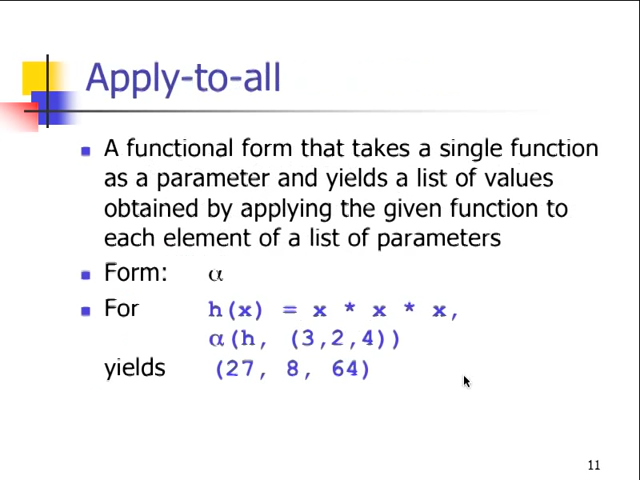 Apply-to-all
A functional form that takes a single function
as a parameter and yields a list of values
obtained by applying the given function to
each element of a list of parameters
Form: α
For h(x) = x * x * x,
α(h, (3,2,4))
yields (27, 8, 64)
11